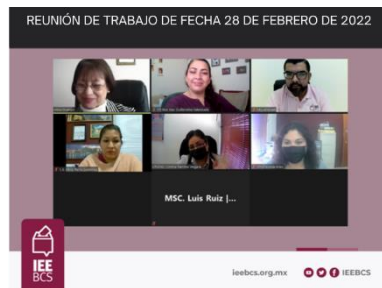 REUNIÓN DE TRABAJO DE FECHA 28 DE FEBRERO DE 2022
MSC. Luis Ruiz |...
IEE
BCS
ieebcs.org.mx
IEEBCS